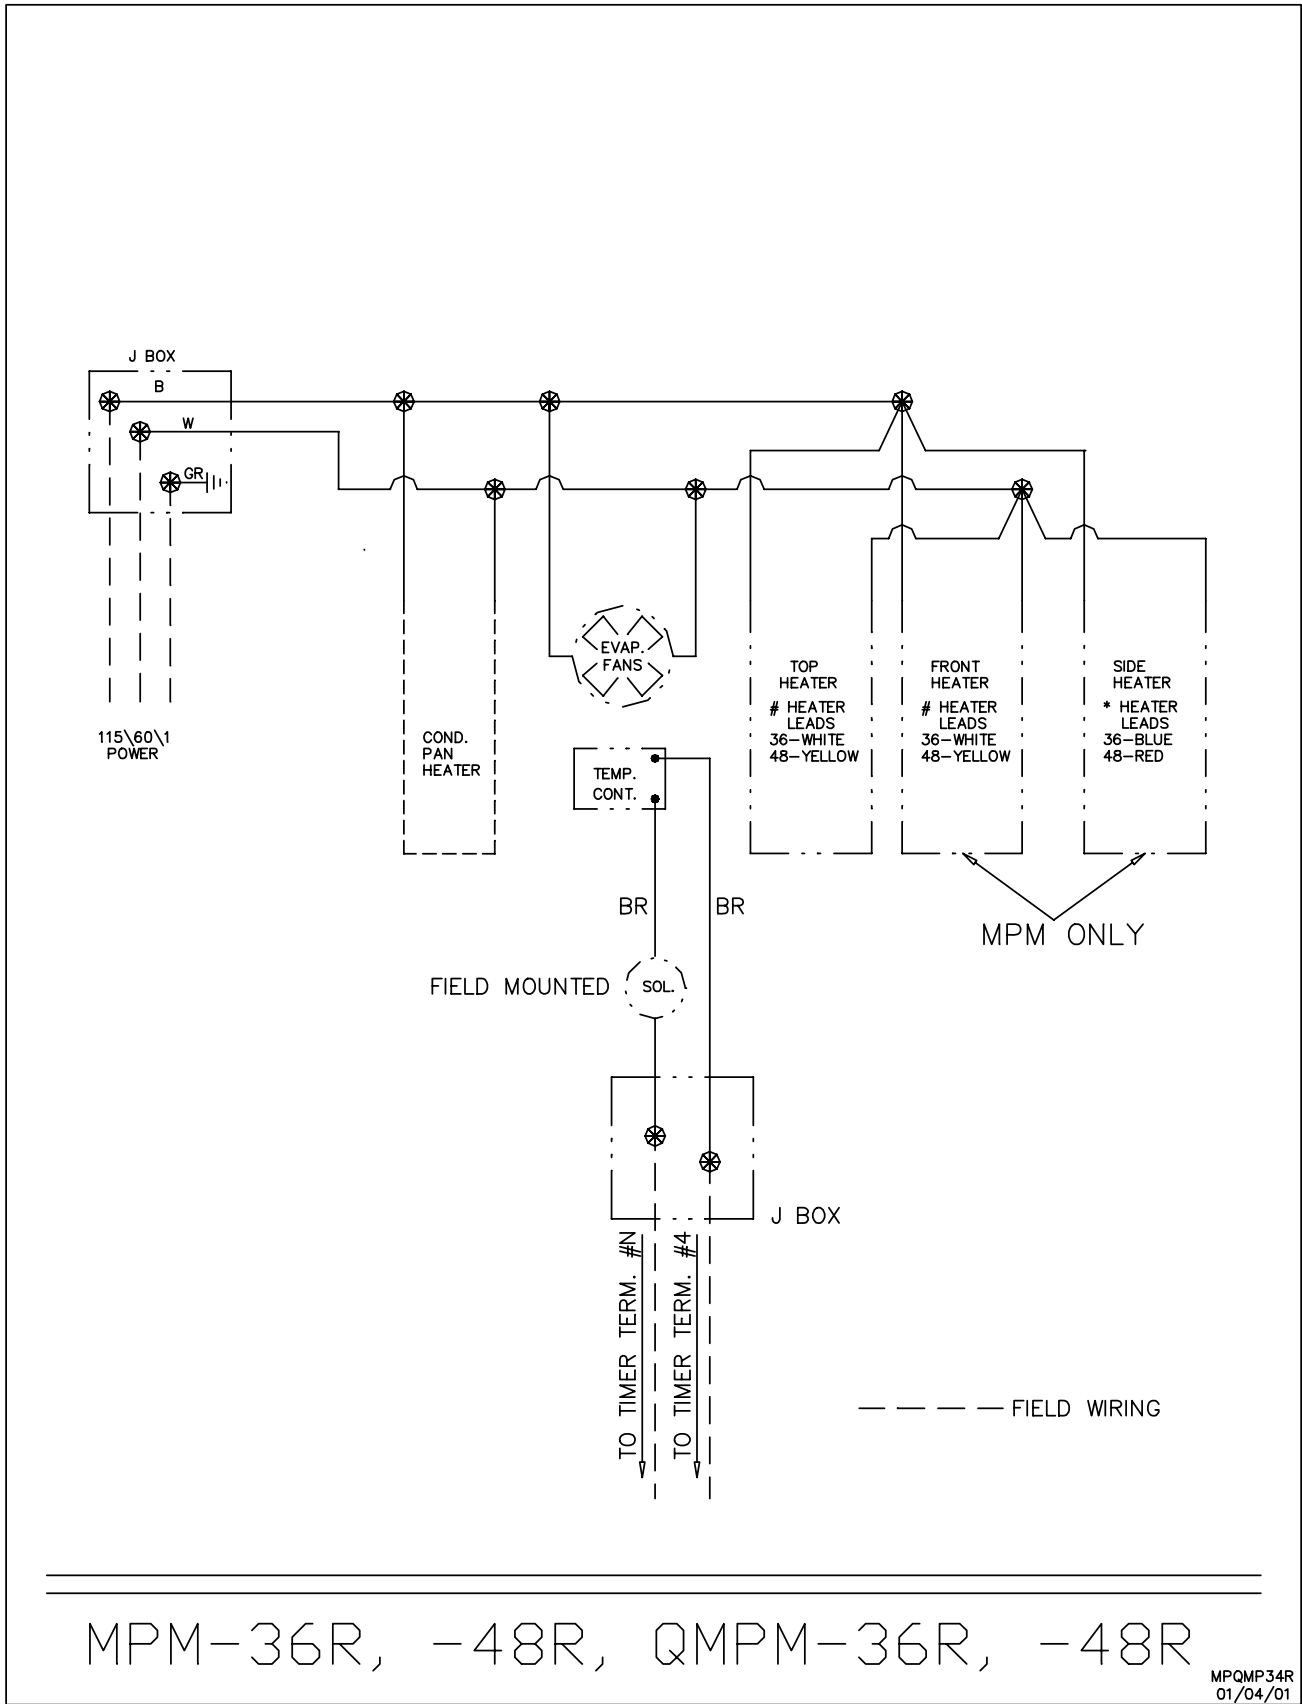 J BOX
B
W
GR
115\60\1
POWER
COND.
PAN
HEATER
EVAP.
FANS
TEMP.
CONT.
TOP
HEATER
# HEATER
LEADS
36-WHITE
48-YELLOW
FRONT
HEATER
# HEATER
LEADS
36-WHITE
48-YELLOW
SIDE
HEATER
* HEATER
LEADS
36-BLUE
48-RED
BR
BR
MPM ONLY
FIELD MOUNTED
SOL.
J BOX
TO TIMER TERM. #N
TO TIMER TERM. #4
FIELD WIRING
MPM-36R, -48R, QMPM-36R, -48R
MPQMP34R
01/04/01